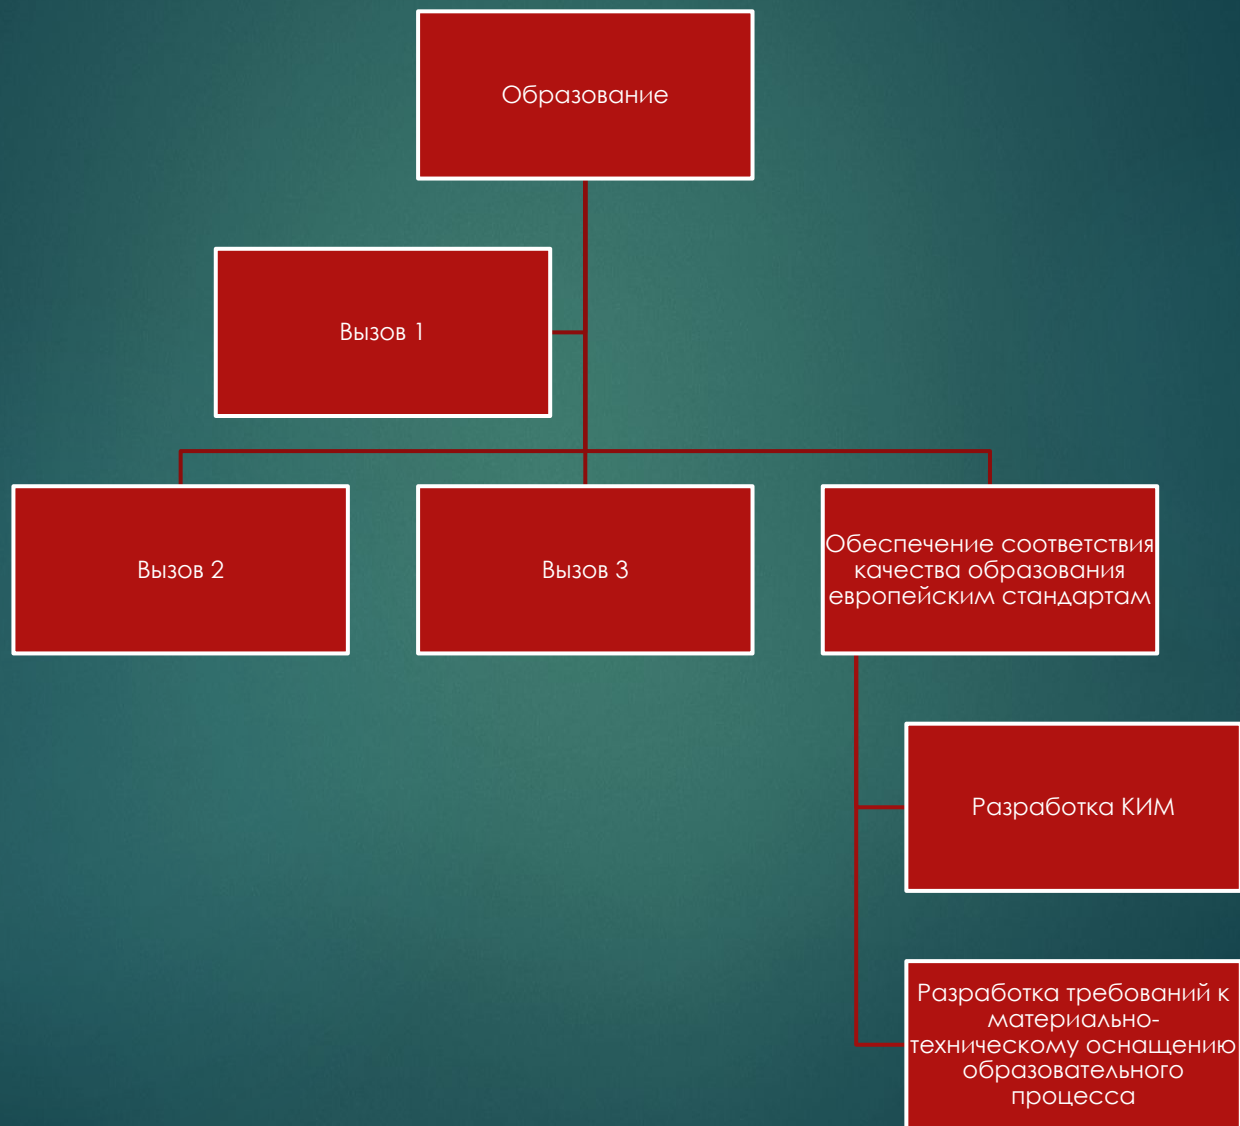 Образование
Вызов 1
Вызов 2
Вызов 3
Обеспечение соответствия
качества образования
европейским стандартам
Разработка КИМ
Разработка требований к
материально-
техническому оснащению
образовательного
процесса